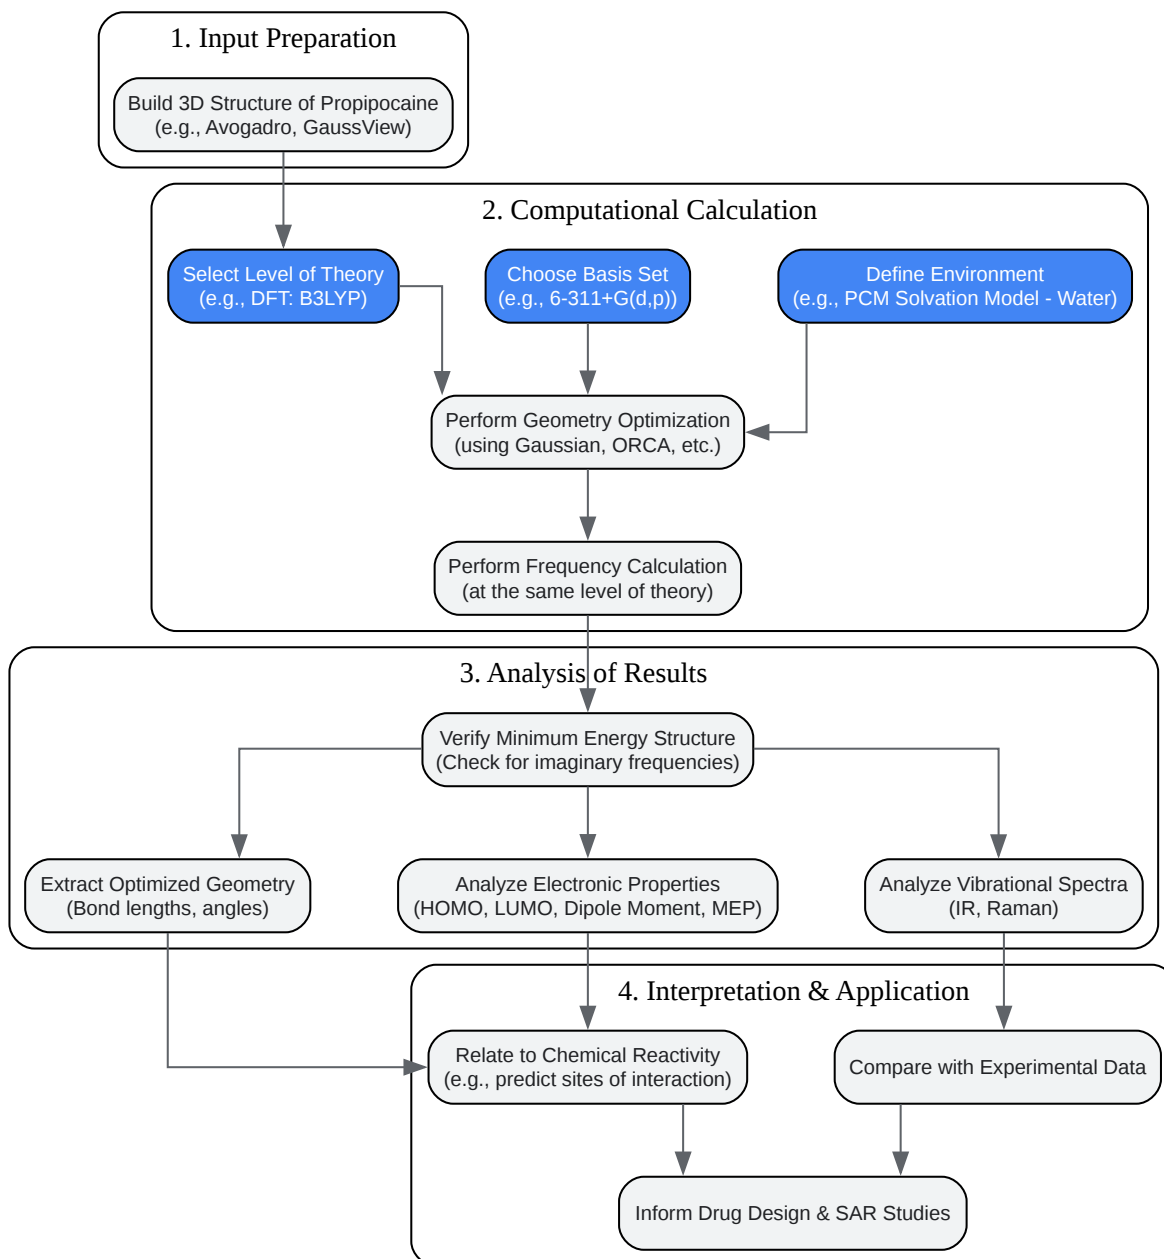 1. Input Preparation
Build 3D Structure of Propipocaine
(e.g., Avogadro, GaussView)
2. Computational Calculation
Select Level of Theory
(e.g., DFT: B3LYP)
Choose Basis Set
(e.g., 6-311+G(d,p))
Define Environment
(e.g., PCM Solvation Model - Water)
Perform Geometry Optimization
(using Gaussian, ORCA, etc.)
Perform Frequency Calculation
(at the same level of theory)
3. Analysis of Results
Verify Minimum Energy Structure
(Check for imaginary frequencies)
Extract Optimized Geometry
(Bond lengths, angles)
Analyze Electronic Properties
(HOMO, LUMO, Dipole Moment, MEP)
Analyze Vibrational Spectra
(IR, Raman)
4. Interpretation & Application
Relate to Chemical Reactivity
(e.g., predict sites of interaction)
Compare with Experimental Data
Inform Drug Design & SAR Studies